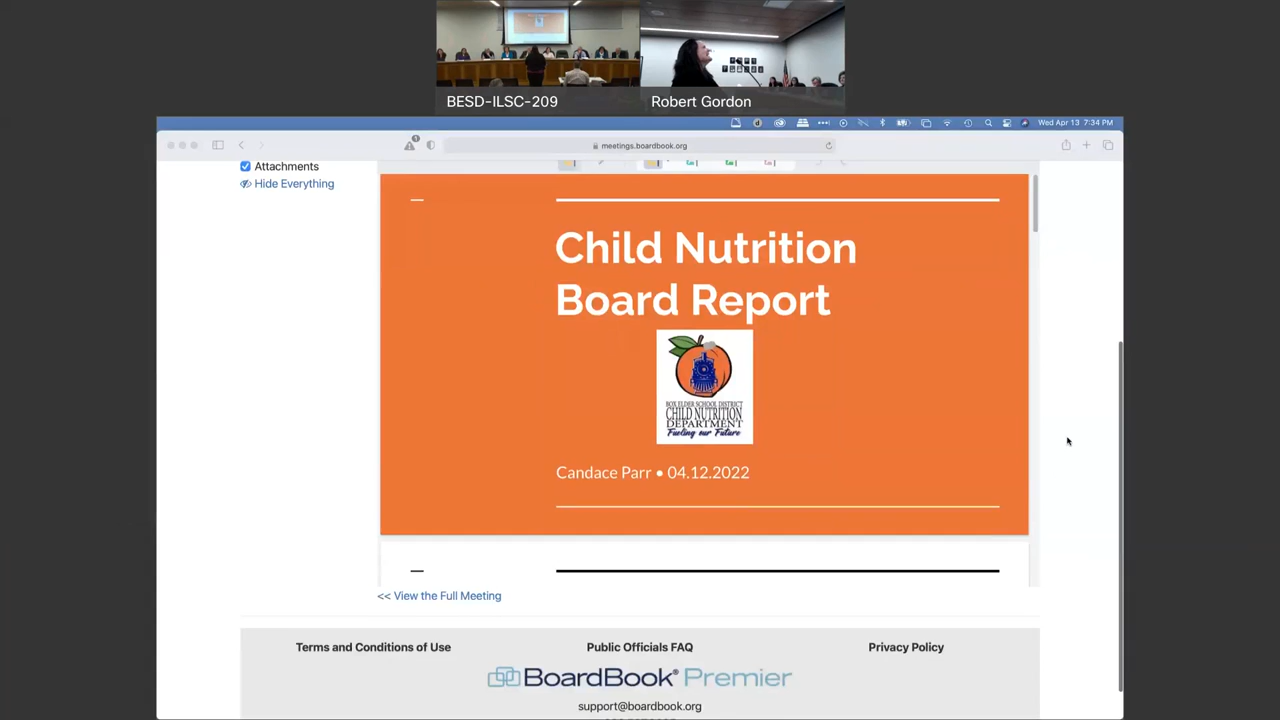 BESD-ILSC-209
Robert Gordon
Wed Apr 13 7:34 PM
meetings.boardbook.org
Attachments
Hide Everything
Child Nutrition
Board Report
BOX ELDER SCHOOL DISTRICT
CHILD NUTRITION
DEPARTMENT
Fueling our Future
Candace Parr • 04.12.2022
<< View the Full Meeting
Terms and Conditions of Use
Public Officials FAQ
Privacy Policy
BoardBook® Premier
support@boardbook.org